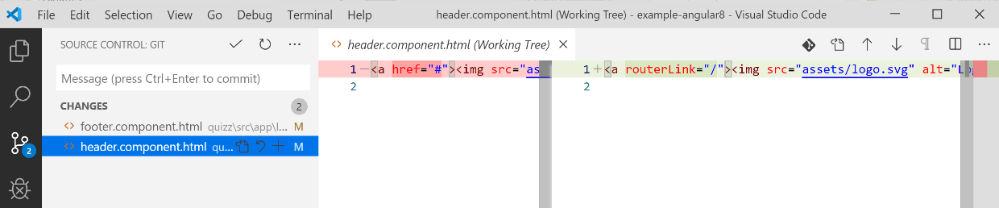 File Edit Selection View Go Debug Terminal Help header.component.html (Working Tree) - example-angular8 - Visual Studio Code
SOURCE CONTROL: GIT
header.component.html (Working Tree)
Message (press Ctrl+Enter to commit)
CHANGES 2
footer.component.html quizz\src\app\l... M
header.component.html qu... M
2
1 <a href="#"><img src="as
2
1 + <a routerLink="/"><img src="assets/logo.svg" alt="Log
2